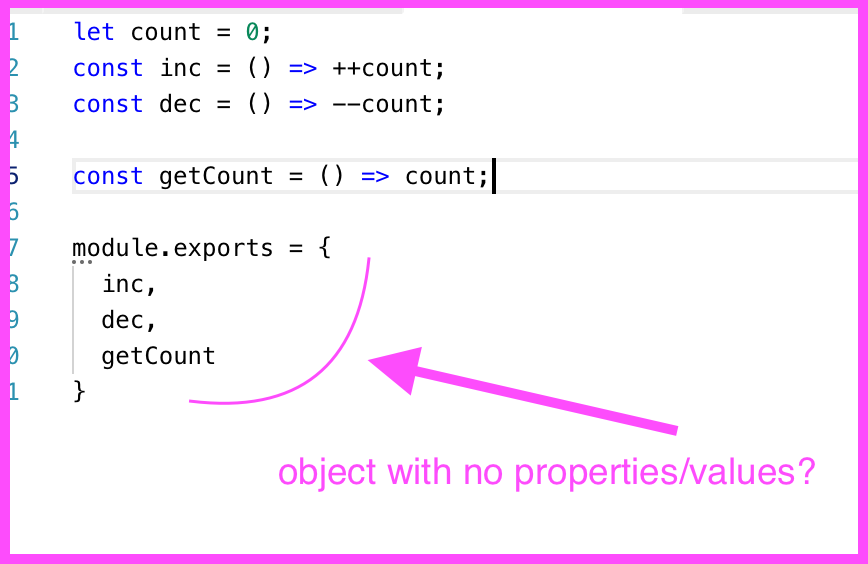 1 let count = 0;
2 const inc = () => ++count;
3 const dec = () => --count;
4
5 const getCount = () => count;
6
7 module.exports = {
8 inc,
9 dec,
0 getCount
1 }
object with no properties/values?